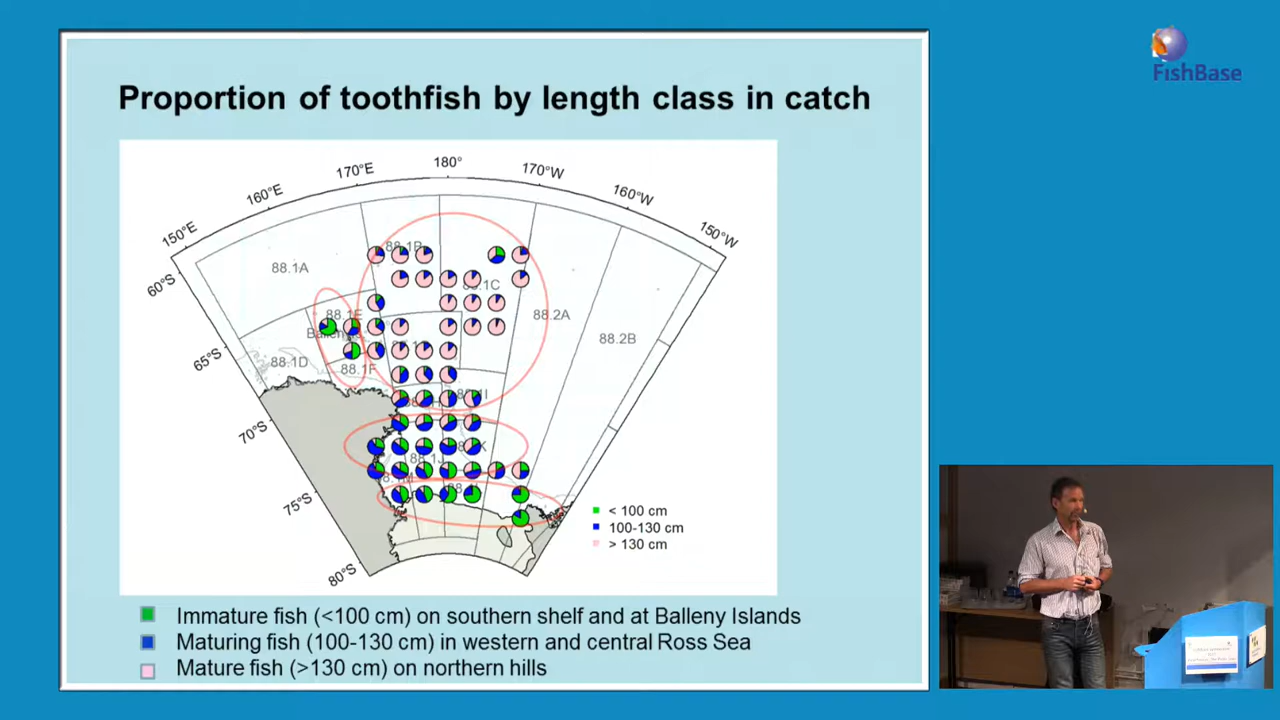 FishBase
Proportion of toothfish by length class in catch
180°
170°E
170°W
160°E
160°W
150°E
150°W
88.1B
88.1A
60°S
88.1C
88.1E
88.2A
88.2B
65°S
88.1D
88.1F
70°S
88.1J
75°S
80°S
< 100 cm
100-130 cm
> 130 cm
Immature fish (<100 cm) on southern shelf and at Balleny Islands
Maturing fish (100-130 cm) in western and central Ross Sea
Mature fish (>130 cm) on northern hills